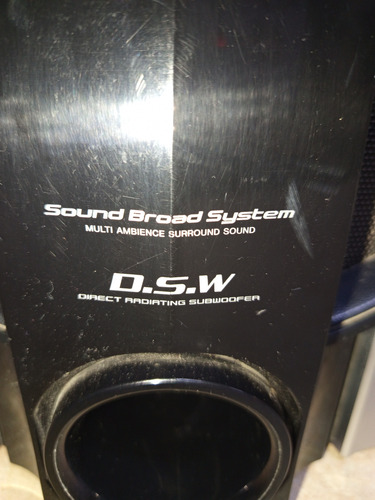 Sound Broad System
MULTI AMBIENCE SURROUND SOUND
D.S.W
DIRECT RADIATING SUBWOOFER